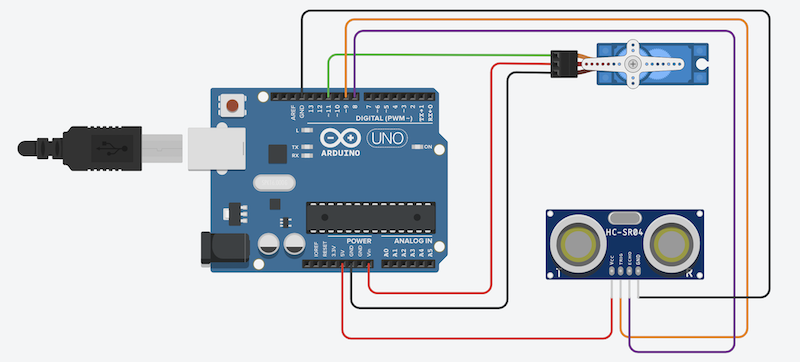 AREF
GND
13
12
~11
~10
~9
8
7
~6
~5
4
~3
2
TX→1
RX←0
DIGITAL (PWM~)
L
TX
RX
ARDUINO
UNO
ON
IOREF
RESET
3.3V
5V
GND
GND
Vin
POWER
ANALOG IN
A0
A1
A2
A3
A4
A5
HC-SR04
T
R
Vcc
TRIG
ECHO
GND